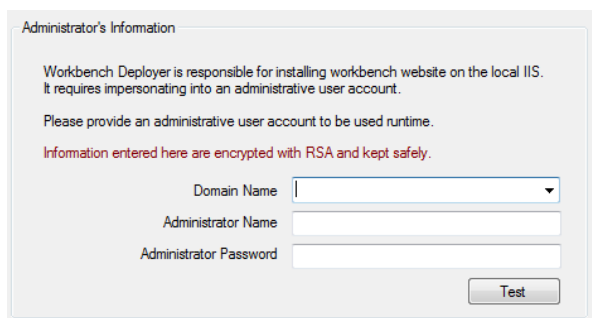 Administrator's Information
Workbench Deployer is responsible for installing workbench website on the local IIS.
It requires impersonating into an administrative user account.
Please provide an administrative user account to be used runtime.
Information entered here are encrypted with RSA and kept safely.
Domain Name
Administrator Name
Administrator Password
Test